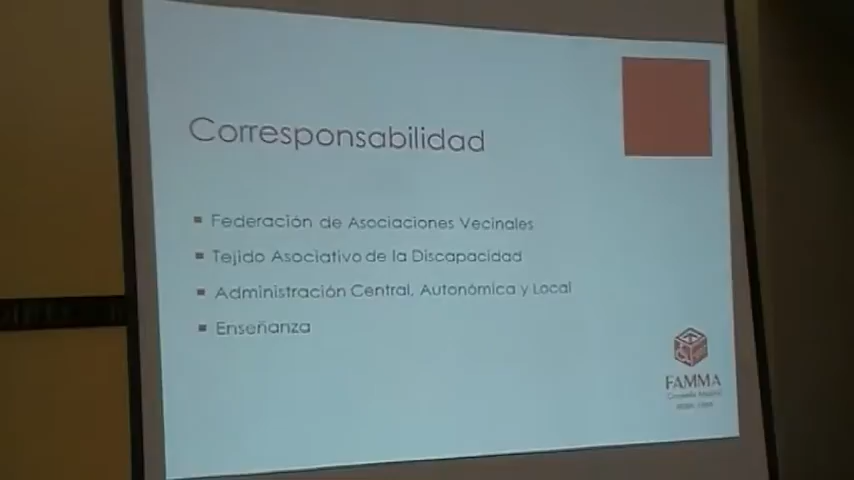 Corresponsabilidad
Federación de Asociaciones Vecinales
Tejido Asociativo de la Discapacidad
Administración Central, Autonómica y Local
Enseñanza
FAMMA